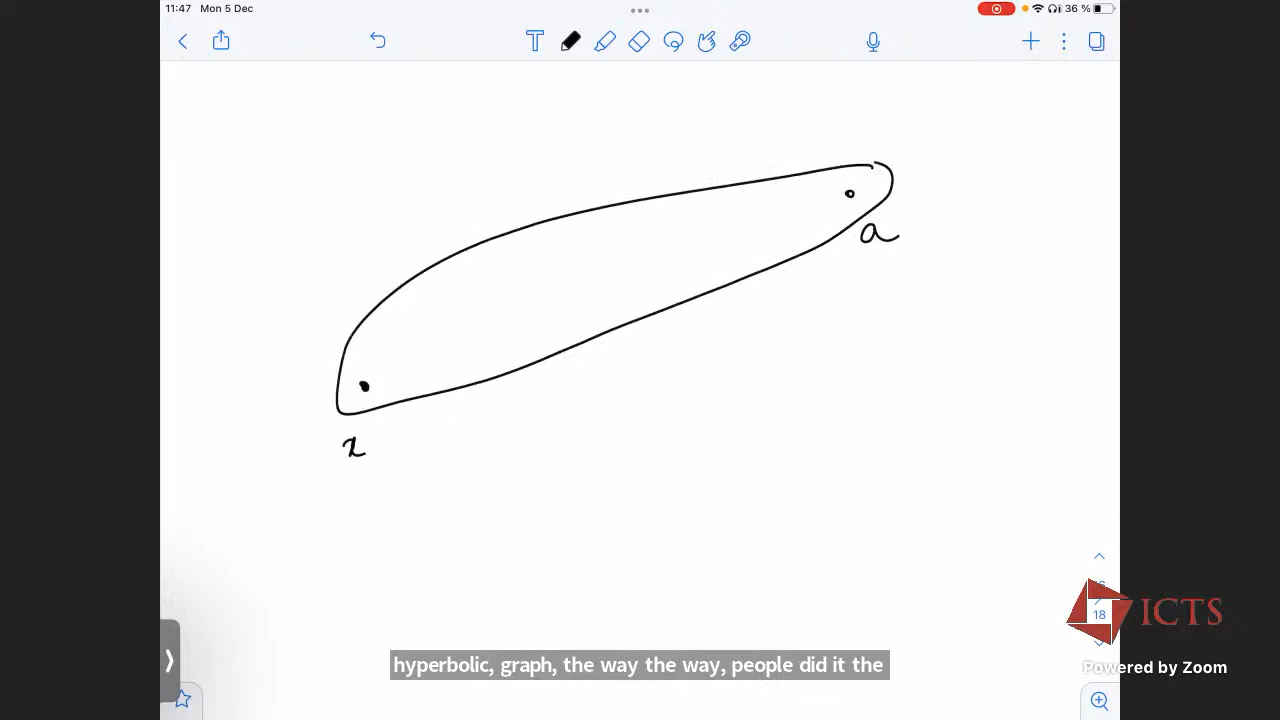 11:47 Mon 5 Dec
36 %
a
x
18
ICTS
Powered by Zoom
hyperbolic, graph, the way the way, people did it the